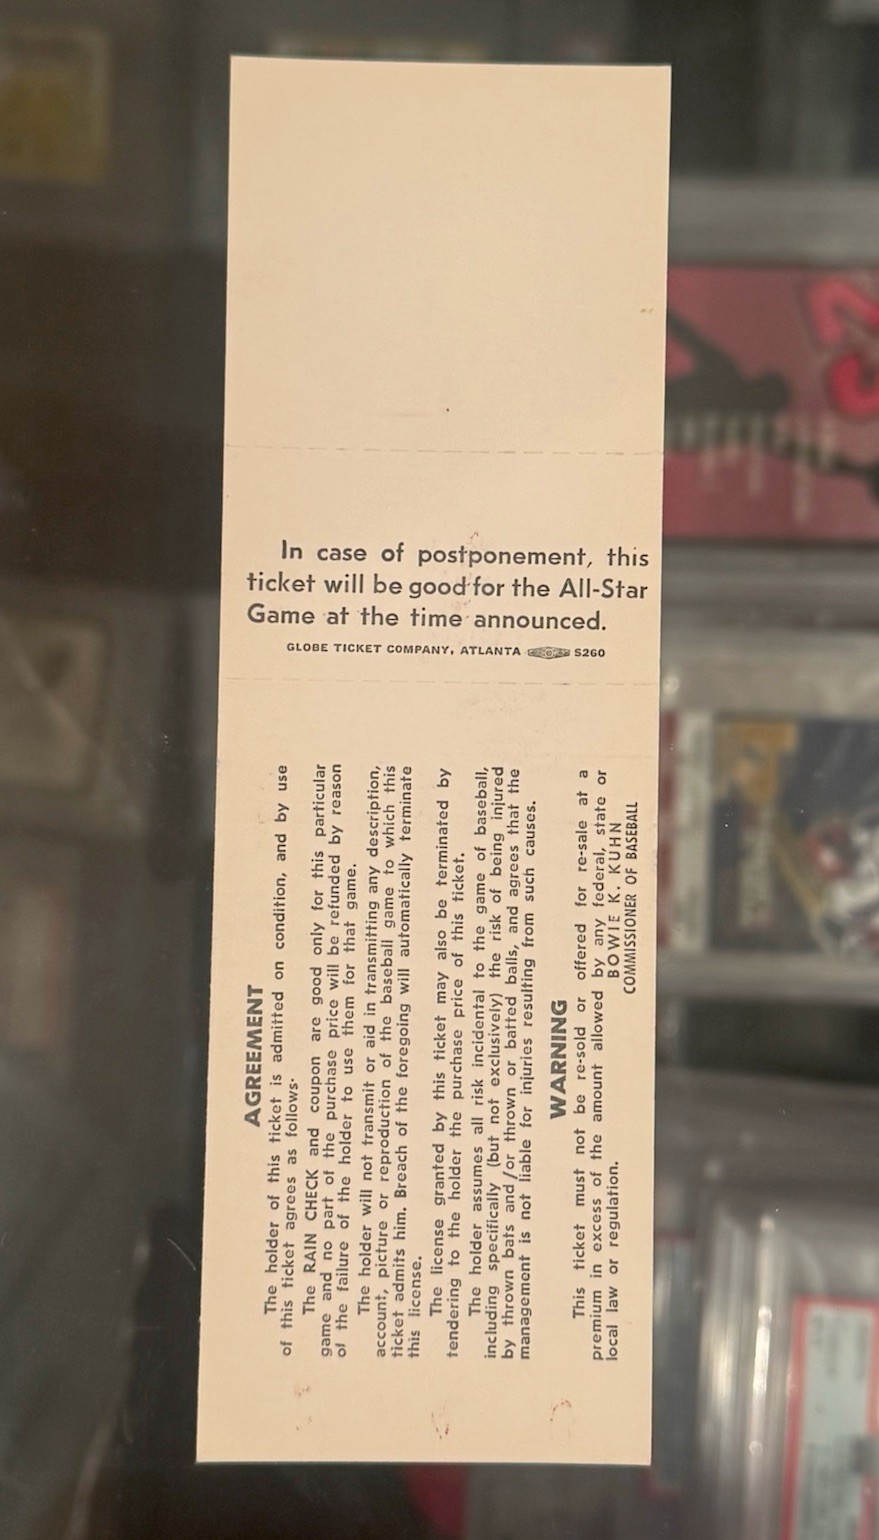 In case of postponement, this
ticket will be good for the All-Star
Game at the time announced.
GLOBE TICKET COMPANY, ATLANTA S260
AGREEMENT
The holder of this ticket is admitted on condition, and by use
of this ticket agrees as follows.
The RAIN CHECK and coupon are good only for this particular
game and no part of the purchase price will be refunded by reason
of the failure of the holder to use them for that game.
The holder will not transmit or aid in transmitting any description,
account, picture or reproduction of the baseball game to which this
ticket admits him. Breach of the foregoing will automatically terminate
this license.
The license granted by this ticket may also be terminated by
tendering to the holder the purchase price of this ticket.
The holder assumes all risk incidental to the game of baseball,
including specifically (but not exclusively) the risk of being injured
by thrown bats and/or thrown or batted balls, and agrees that the
management is not liable for injuries resulting from such causes.
WARNING
This ticket must not be re-sold or offered for re-sale at a
premium in excess of the amount allowed by any federal, state or
local law or regulation.
BOWIE K. KUHN
COMMISSIONER OF BASEBALL